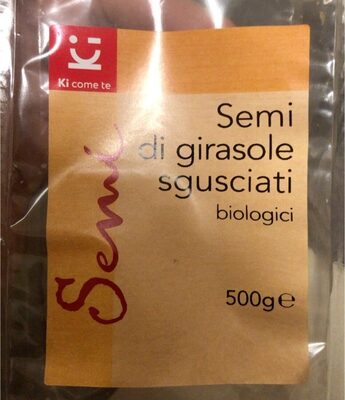 Ki
Ki come te
Semi
di girasole
sgusciati
biologici
Semi
500g e